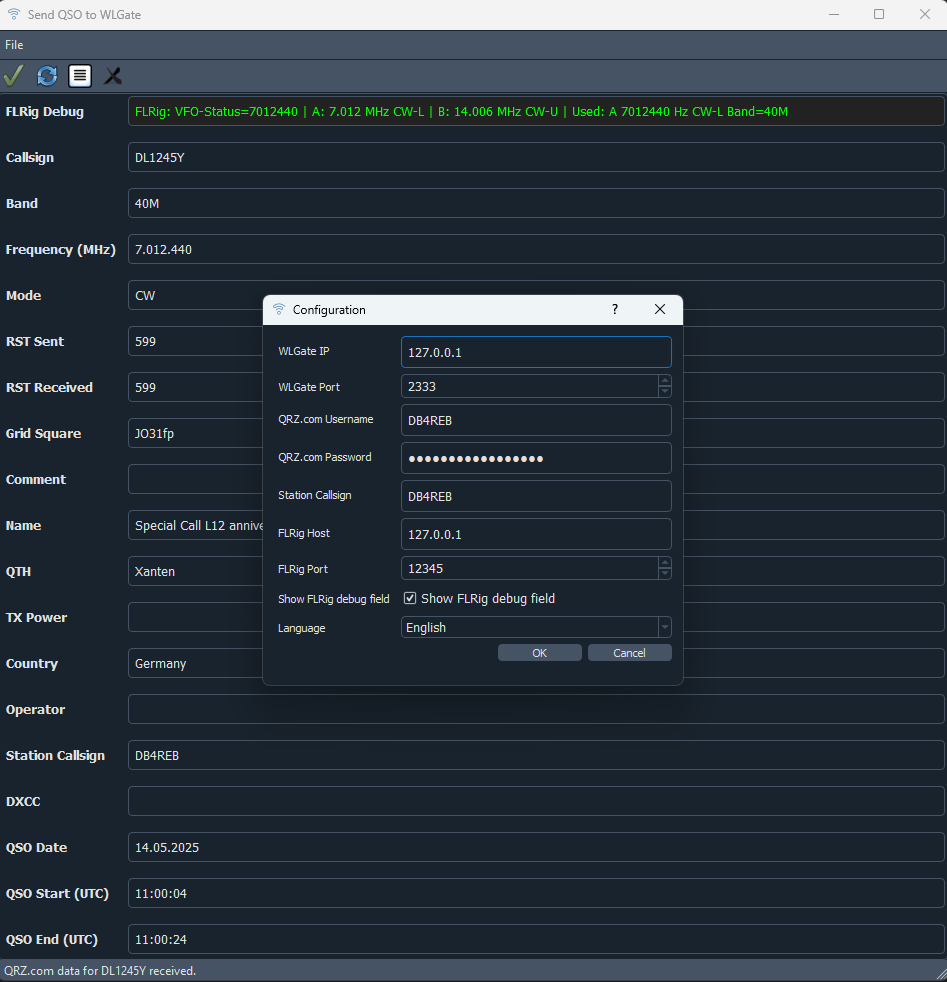 Send QSO to WLGate
File
FLRig Debug
FLRig: VFO-Status=7012440 | A: 7.012 MHz CW-L | B: 14.006 MHz CW-U | Used: A 7012440 Hz CW-L Band=40M
Callsign
DL1245Y
Band
40M
Frequency (MHz)
7.012.440
Mode
CW
RST Sent
599
RST Received
599
Grid Square
JO31fp
Comment
Name
Special Call L12 annive
QTH
Xanten
TX Power
Country
Germany
Operator
Station Callsign
DB4REB
DXCC
QSO Date
14.05.2025
QSO Start (UTC)
11:00:04
QSO End (UTC)
11:00:24
QRZ.com data for DL1245Y received.
Configuration
?
WLGate IP
127.0.0.1
WLGate Port
2333
QRZ.com Username
DB4REB
QRZ.com Password
●●●●●●●●●●●●●●●●●
Station Callsign
DB4REB
FLRig Host
127.0.0.1
FLRig Port
12345
Show FLRig debug field
Show FLRig debug field
Language
English
OK
Cancel